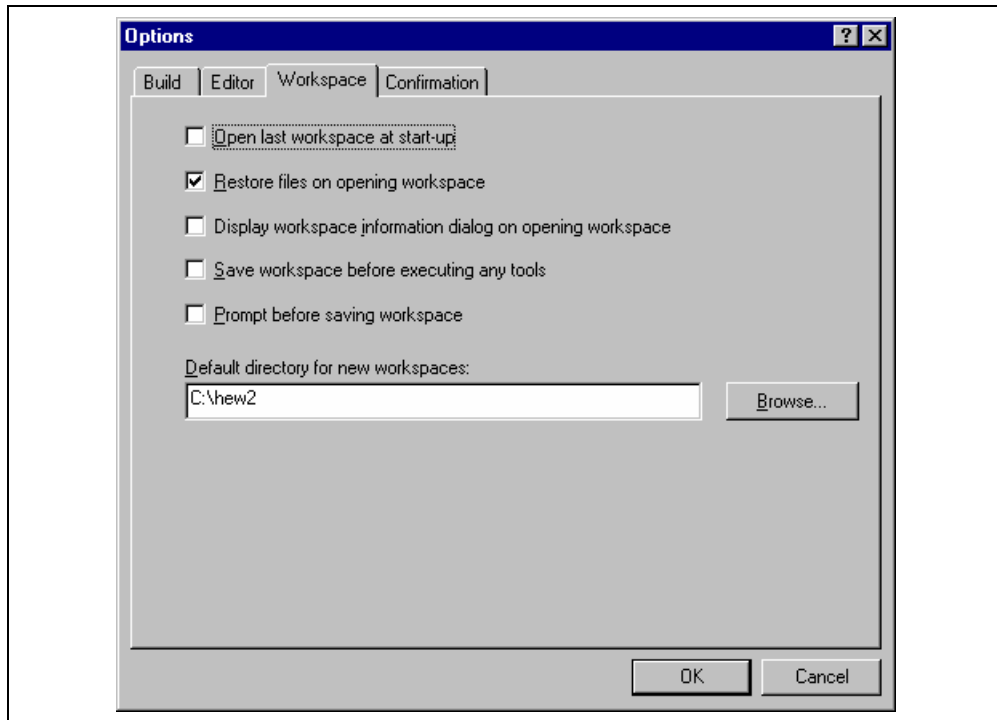 Options
Build Editor Workspace Confirmation
Open last workspace at start-up
Restore files on opening workspace
Display workspace information dialog on opening workspace
Save workspace before executing any tools
Prompt before saving workspace
Default directory for new workspaces:
C:\hew2 Browse...
OK Cancel